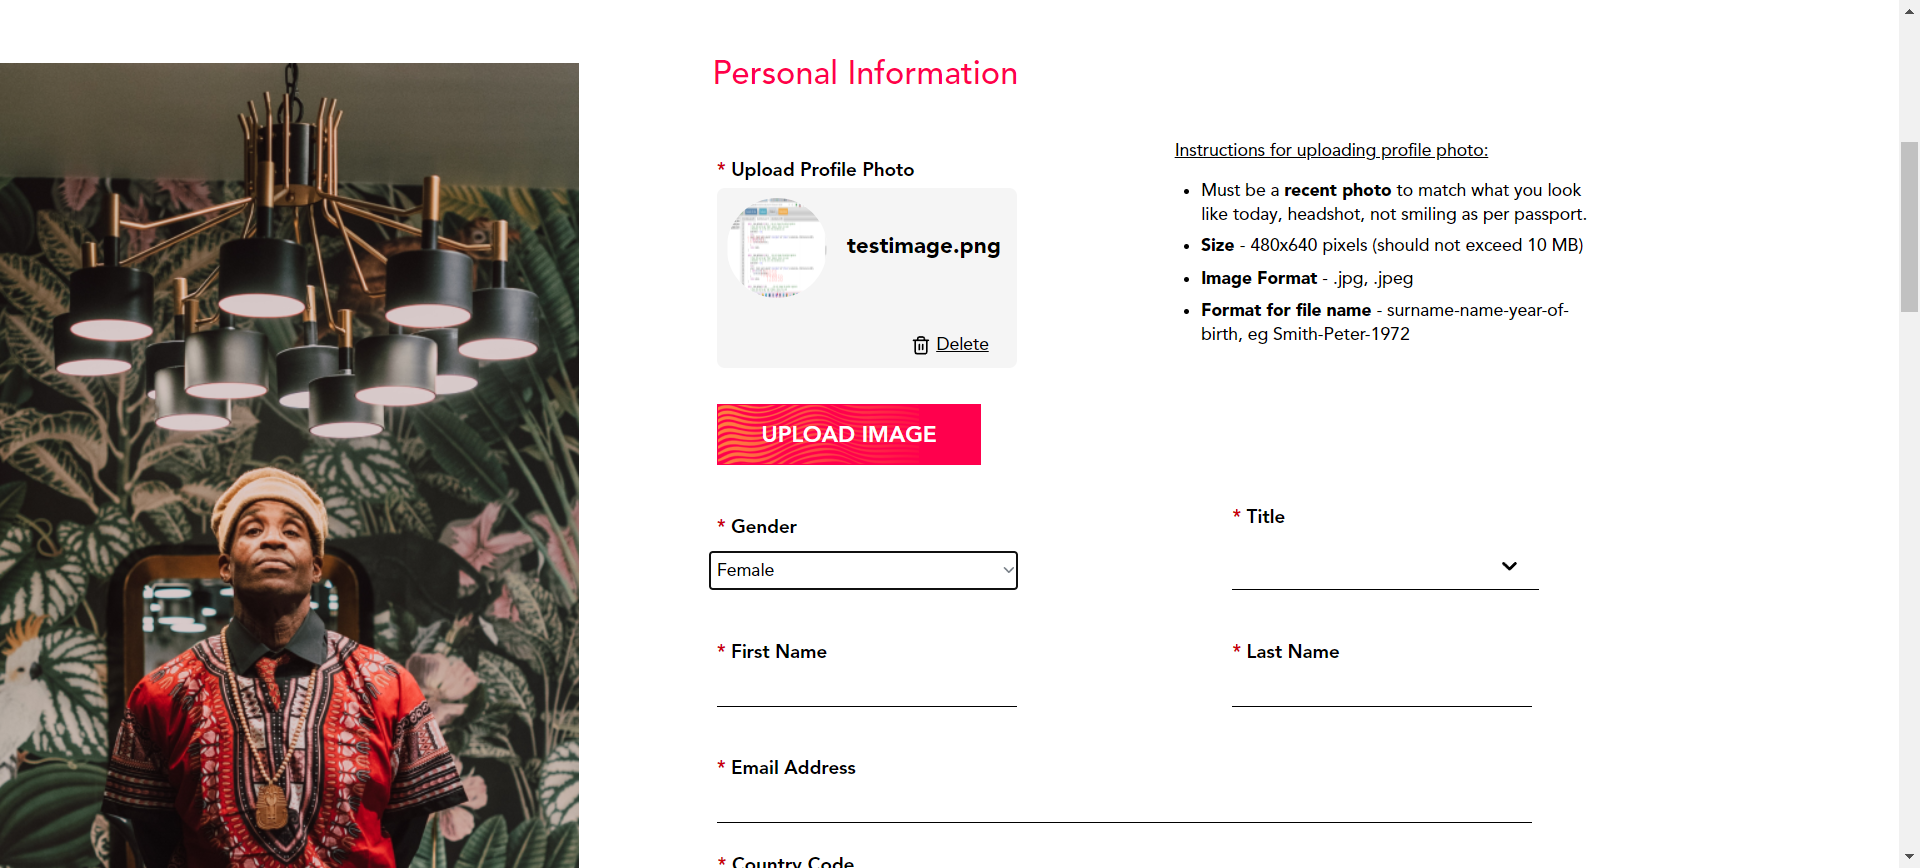 Personal Information
* Upload Profile Photo
testimage.png
Delete
UPLOAD IMAGE
Instructions for uploading profile photo:
• Must be a recent photo to match what you look
like today, headshot, not smiling as per passport.
• Size - 480x640 pixels (should not exceed 10 MB)
• Image Format - .jpg, .jpeg
• Format for file name - surname-name-year-of-
birth, eg Smith-Peter-1972
* Gender
Female
* Title
* First Name
* Last Name
* Email Address
* Country Code